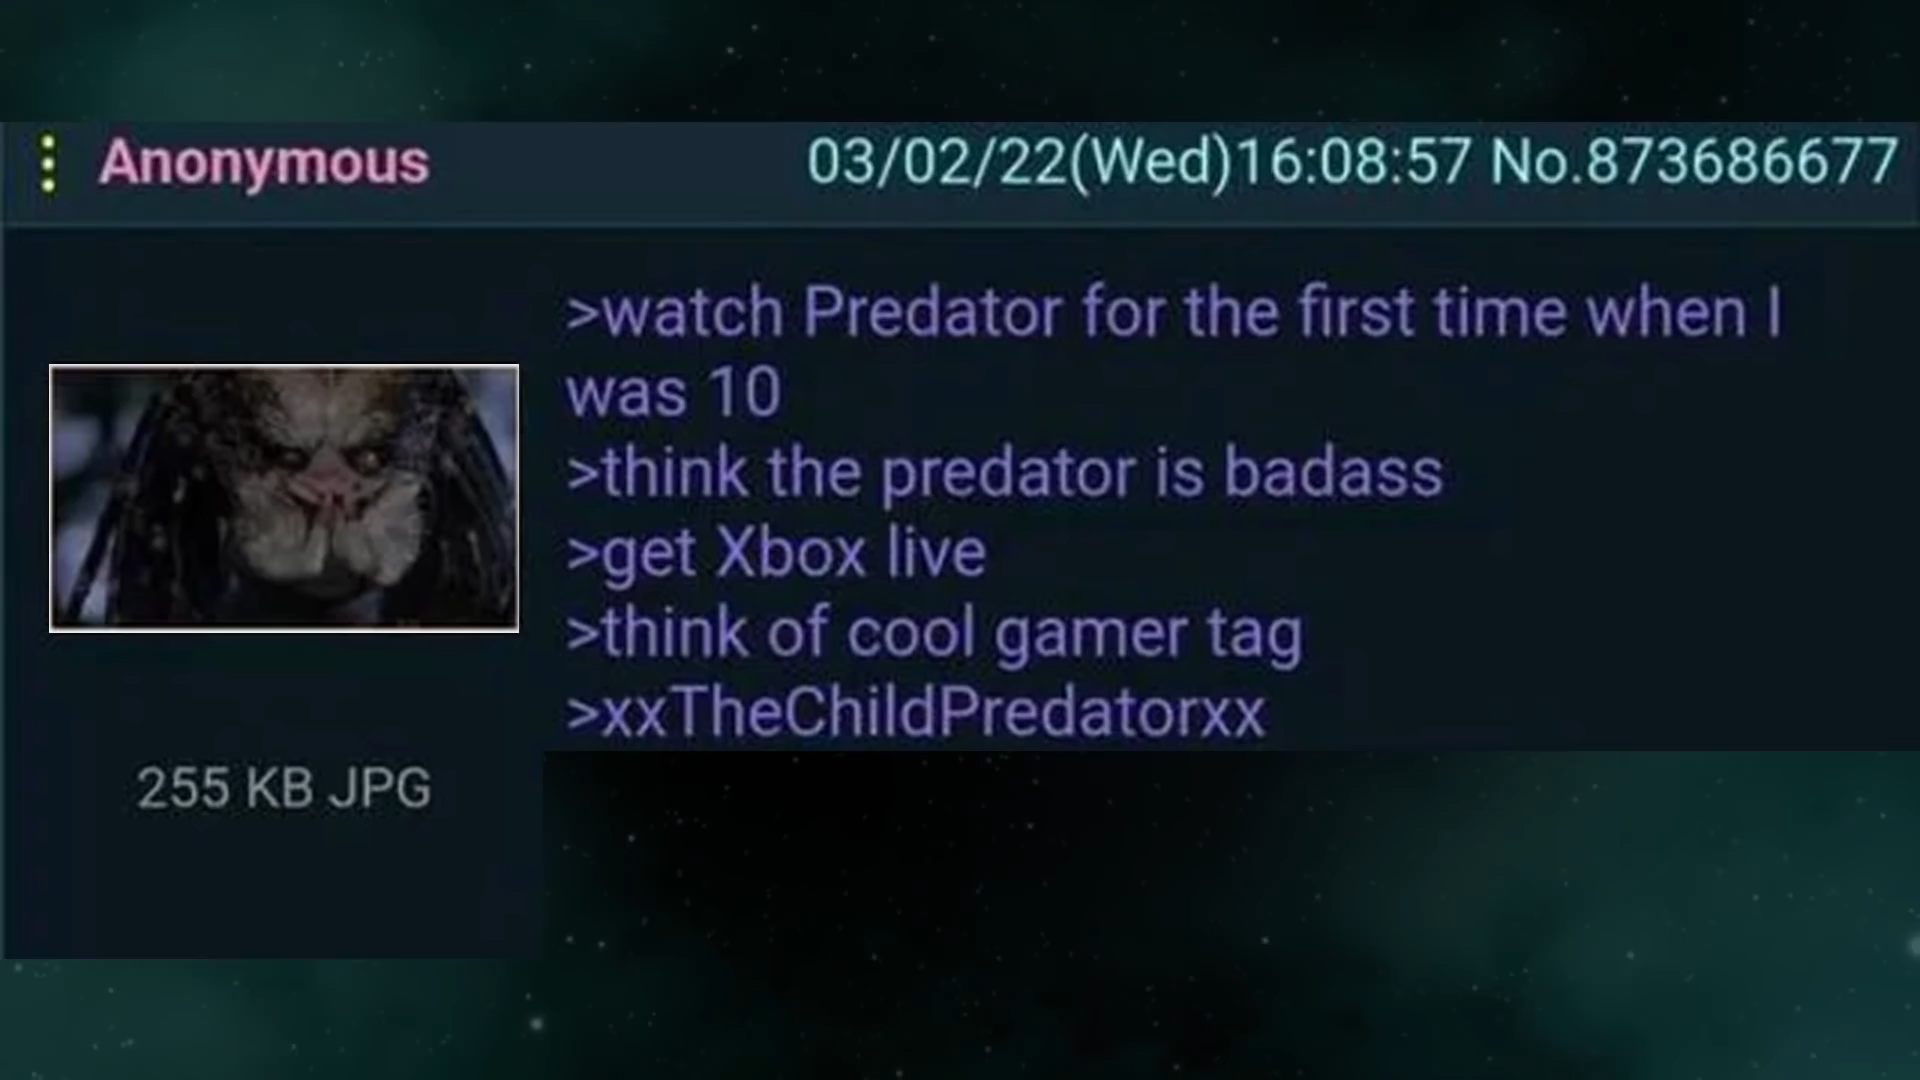 Anonymous 03/02/22(Wed)16:08:57 No.873686677
>watch Predator for the first time when I
was 10
>think the predator is badass
>get Xbox live
>think of cool gamer tag
>xxTheChildPredatorxx
255 KB JPG